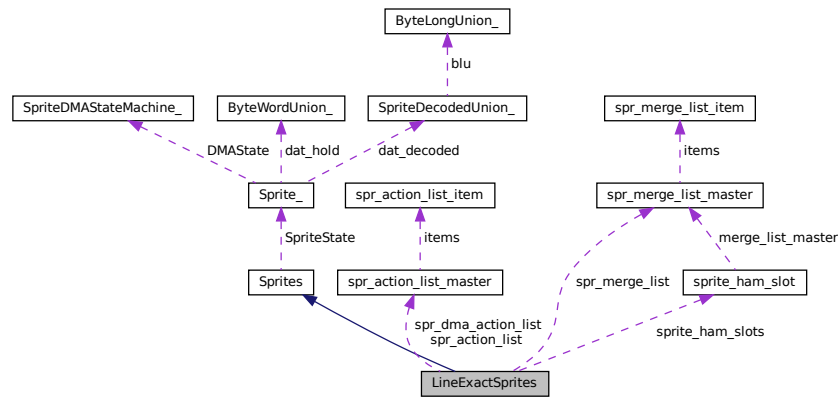 ByteLongUnion_
blu
SpriteDMAStateMachine_
ByteWordUnion_
SpriteDecodedUnion_
spr_merge_list_item
DMAState
dat_hold
dat_decoded
items
Sprite_
spr_action_list_item
spr_merge_list_master
SpriteState
items
merge_list_master
Sprites
spr_action_list_master
spr_merge_list
sprite_ham_slot
spr_dma_action_list
spr_action_list
sprite_ham_slots
LineExactSprites